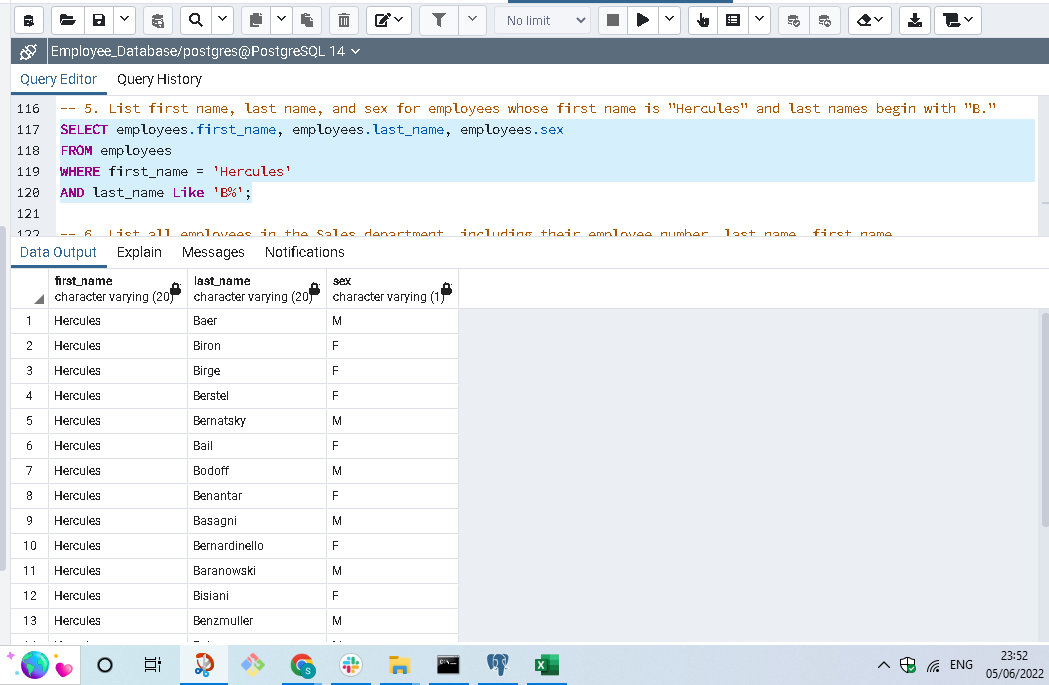 No limit
Employee_Database/postgres@PostgreSQL 14
Query Editor Query History
116 -- 5. List first name, last name, and sex for employees whose first name is "Hercules" and last names begin with "B."
117 SELECT employees.first_name, employees.last_name, employees.sex
118 FROM employees
119 WHERE first_name = 'Hercules'
120 AND last_name Like 'B%';
121
122 -- 6. List all employees in the Sales department, including their employee number, last name, first name
Data Output Explain Messages Notifications
first_name last_name sex
character varying (20) character varying (20) character varying (1)
1 Hercules Baer M
2 Hercules Biron F
3 Hercules Birge F
4 Hercules Berstel F
5 Hercules Bernatsky M
6 Hercules Bail F
7 Hercules Bodoff M
8 Hercules Benantar F
9 Hercules Basagni M
10 Hercules Bernardinello F
11 Hercules Baranowski M
12 Hercules Bisiani F
13 Hercules Benzmuller M
ENG
23:52
05/06/2022